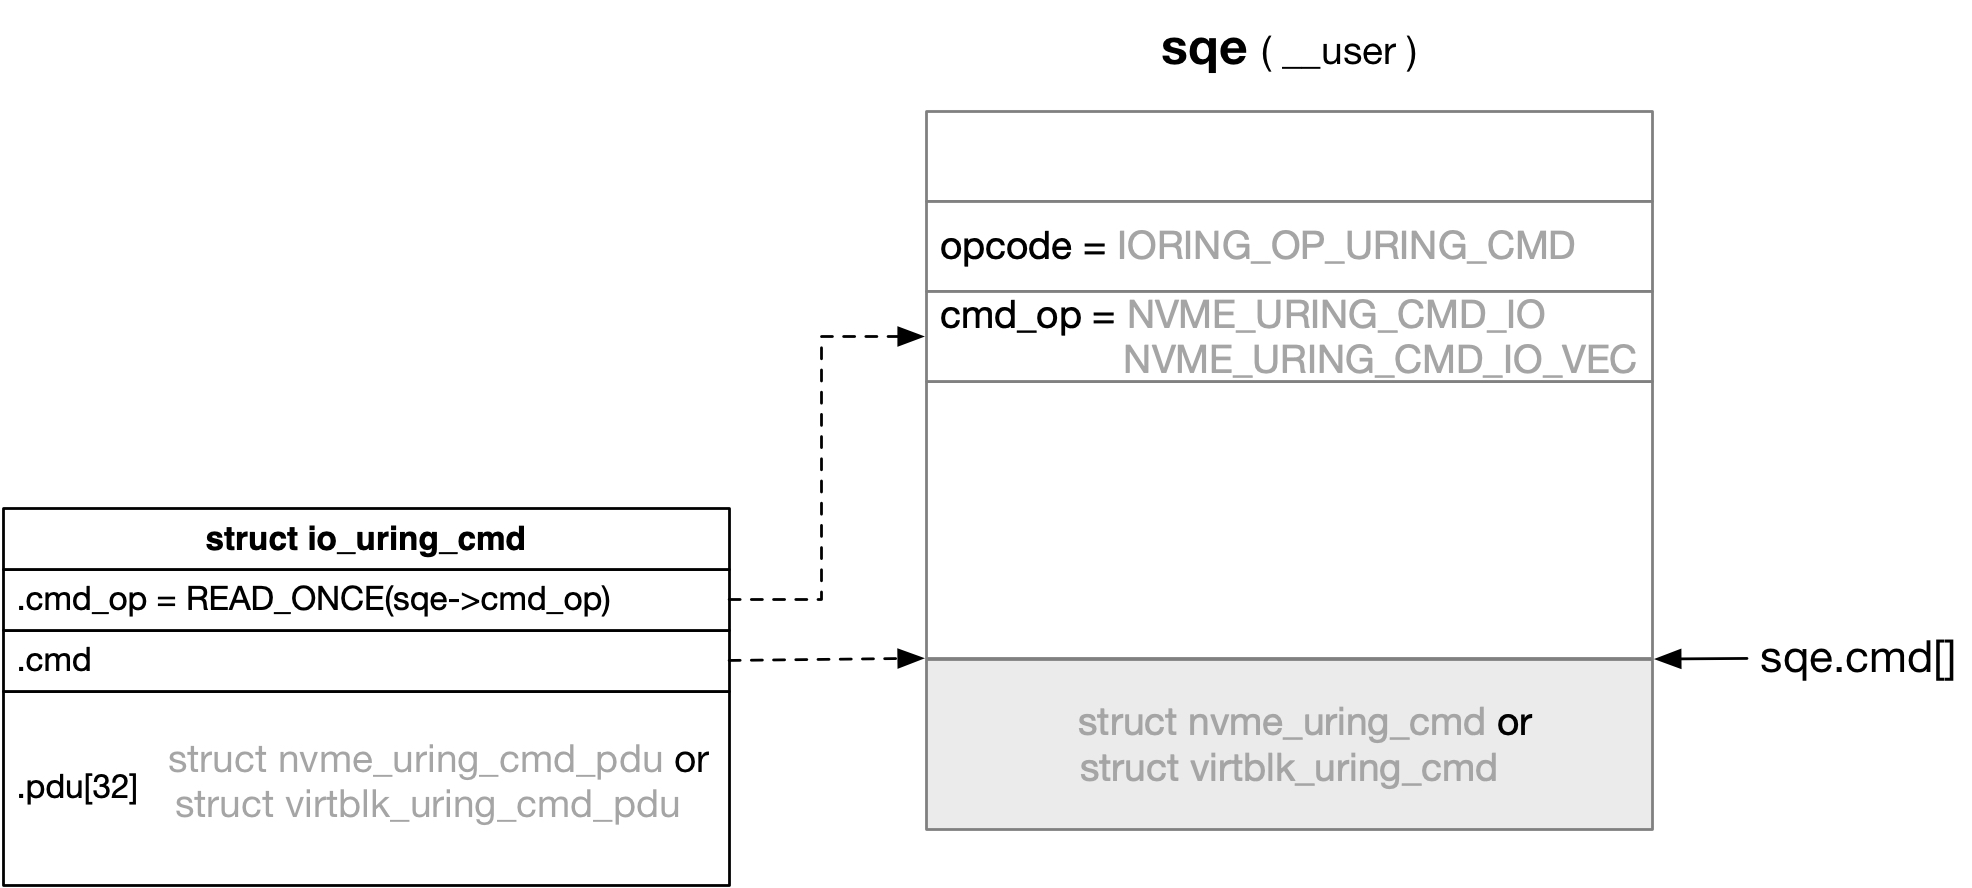 sqe ( __user )
opcode = IORING_OP_URING_CMD
cmd_op = NVME_URING_CMD_IO
NVME_URING_CMD_IO_VEC
struct io_uring_cmd
.cmd_op = READ_ONCE(sqe->cmd_op)
.cmd
sqe.cmd[]
struct nvme_uring_cmd or
struct virtblk_uring_cmd
.pdu[32]
struct nvme_uring_cmd_pdu or
struct virtblk_uring_cmd_pdu